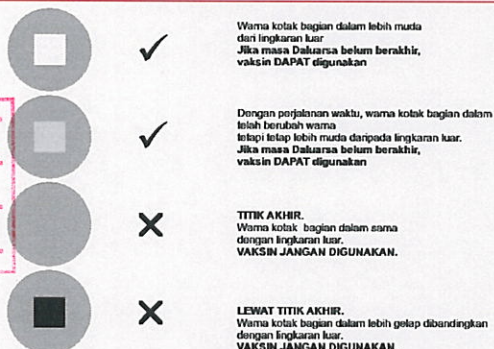 Warna kotak bagian dalam lebih muda
dari lingkaran luar
Jika masa Daluarsa belum berakhir,
vaksin DAPAT digunakan
Dengan perjalanan waktu, warna kotak bagian dalam
telah berubah warna
tetapi tetap lebih muda daripada lingkaran luar.
Jika masa Daluarsa belum berakhir,
vaksin DAPAT digunakan
TITIK AKHIR.
Warna kotak bagian dalam sama
dengan lingkaran luar.
VAKSIN JANGAN DIGUNAKAN.
LEWAT TITIK AKHIR.
Warna kotak bagian dalam lebih gelap dibandingkan
dengan lingkaran luar.
VAKSIN JANGAN DIGUNAKAN